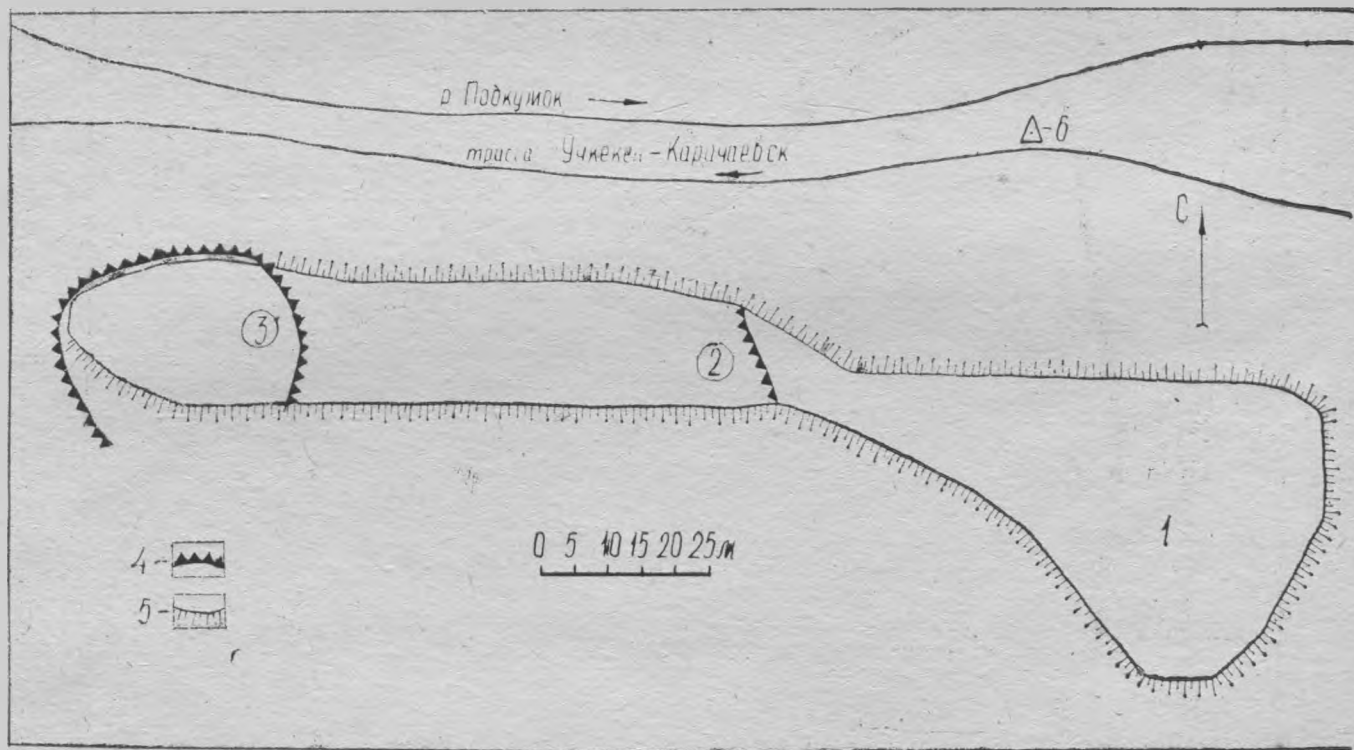 р Подкумок
трасса Учкекен-Карачаевск
Δ-6
С
3
2
1
4-
5-
0 5 10 15 20 25м